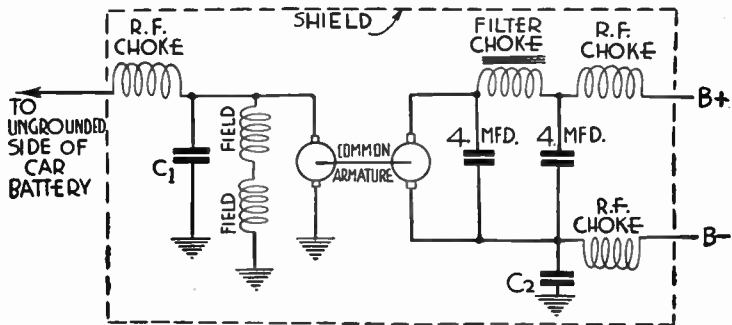 SHIELD
R.F.
CHOKE
FILTER
CHOKE
R.F.
CHOKE
TO
UNGROUNDED
SIDE OF
CAR
BATTERY
C1
FIELD
FIELD
COMMON
ARMATURE
4. MFD.
4. MFD.
B+
R.F.
CHOKE
B-
C2